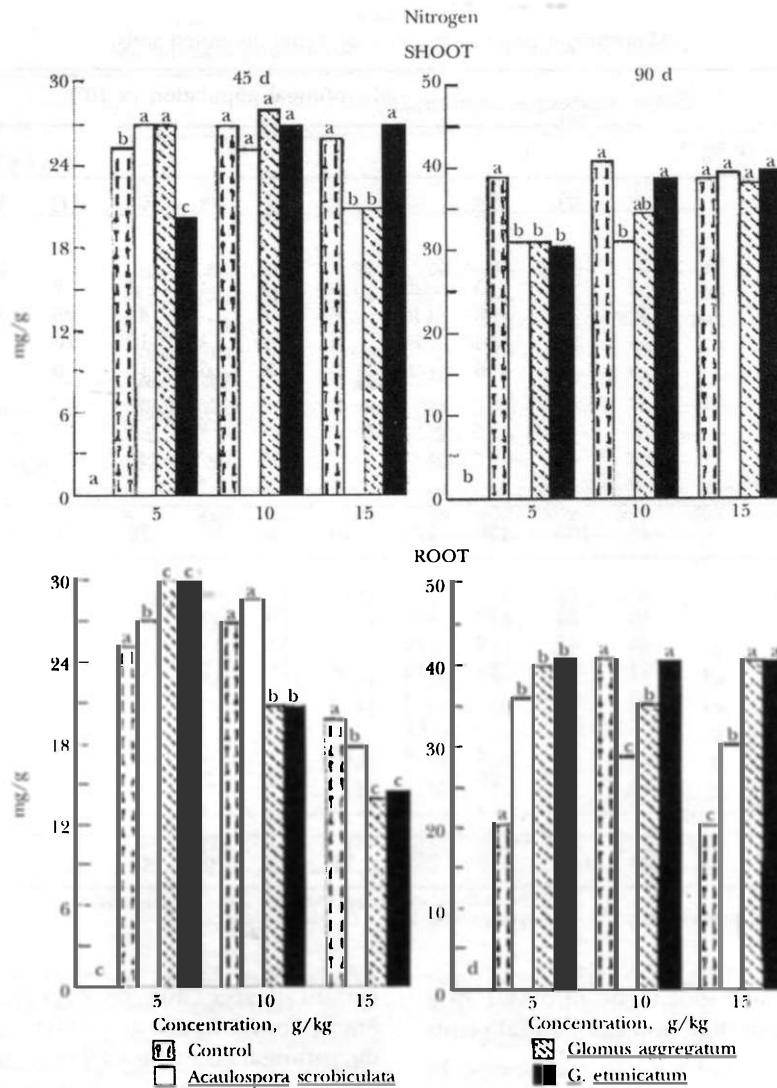 Nitrogen
SHOOT
45 d
90 d
30
24
18
12
6
0
mg/g
b a a c
a a a a
a b b a
a
5 10 15
50
40
30
20
10
0
a b b b
a b ab a
a a a a
b
5 10 15
ROOT
30
24
18
12
6
0
mg/g
a b c c
a a b b
a b c c
c
5 10 15
Concentration, g/kg
50
40
30
20
10
0
a b b b
a c b a
c b a a
d
5 10 15
Concentration, g/kg
Control
Acaulospora scrobiculata
Glomus aggregatum
G. etunicatum